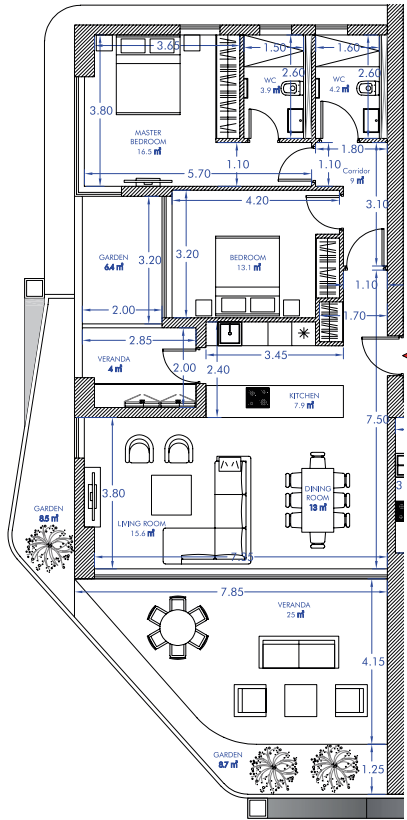 3.65
1.50
1.60
2.60
2.60
WC
3.9 m²
WC
4.2 m²
3.80
MASTER
BEDROOM
16.5 m²
1.10
1.80
1.10
Corridor
9 m²
5.70
4.20
3.10
GARDEN
6.4 m²
3.20
3.20
BEDROOM
13.1 m²
2.00
1.10
1.70
2.85
VERANDA
4 m²
2.00
3.45
2.40
KITCHEN
7.9 m²
7.50
3.80
LIVING ROOM
15.6 m²
DINING
ROOM
13 m²
3
GARDEN
8.5 m²
7.35
7.85
VERANDA
25 m²
4.15
GARDEN
8.7 m²
1.25